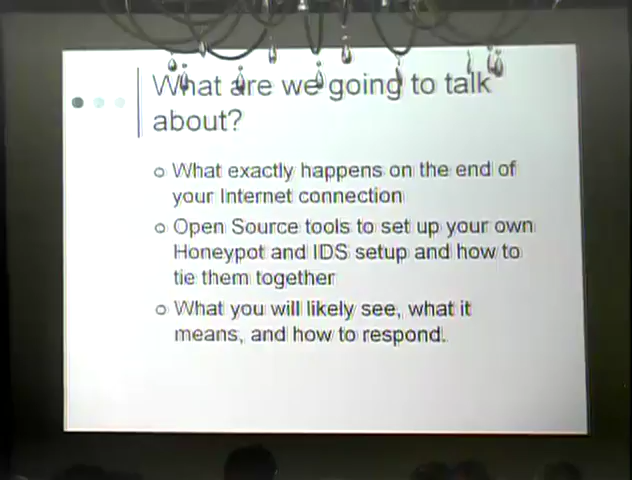 What are we going to talk
about?
What exactly happens on the end of
your Internet connection
Open Source tools to set up your own
Honeypot and IDS setup and how to
tie them together
What you will likely see, what it
means, and how to respond.